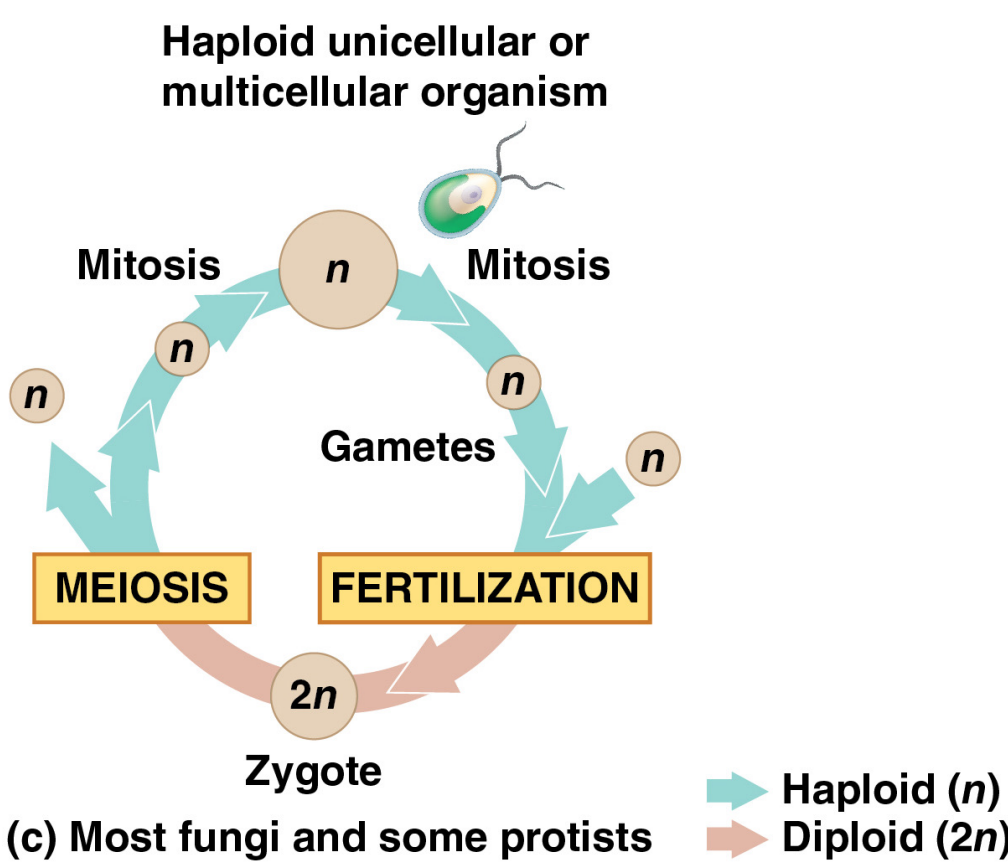 Haploid unicellular or
multicellular organism
Mitosis
n
Mitosis
n
n
n
Gametes
n
MEIOSIS
FERTILIZATION
2n
Zygote
Haploid (n)
(c) Most fungi and some protists
Diploid (2n)